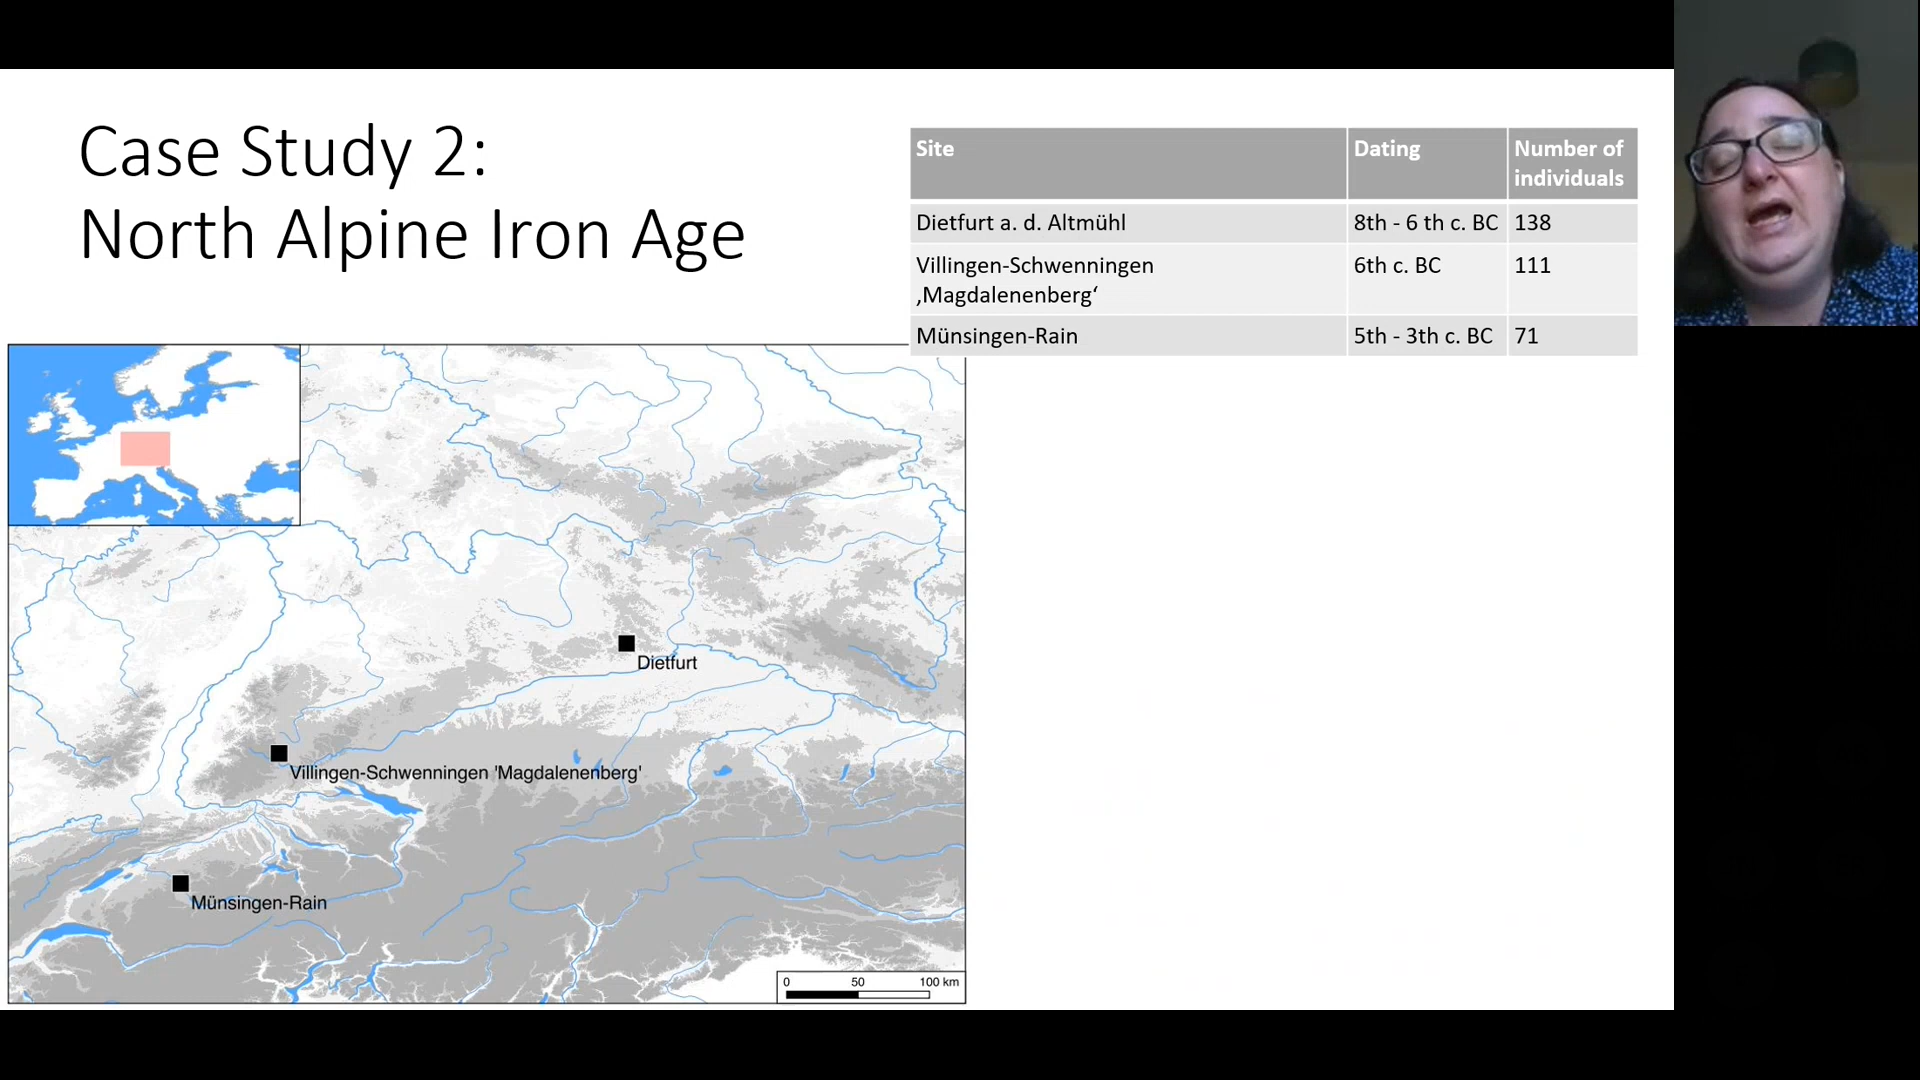 Case Study 2:
North Alpine Iron Age
Site Dating Number of
individuals
Dietfurt a. d. Altmühl 8th - 6 th c. BC 138
Villingen-Schwenningen 6th c. BC 111
‚Magdalenenberg‘
Münsingen-Rain 5th - 3th c. BC 71
Dietfurt
Villingen-Schwenningen 'Magdalenenberg'
Münsingen-Rain
0 50 100 km